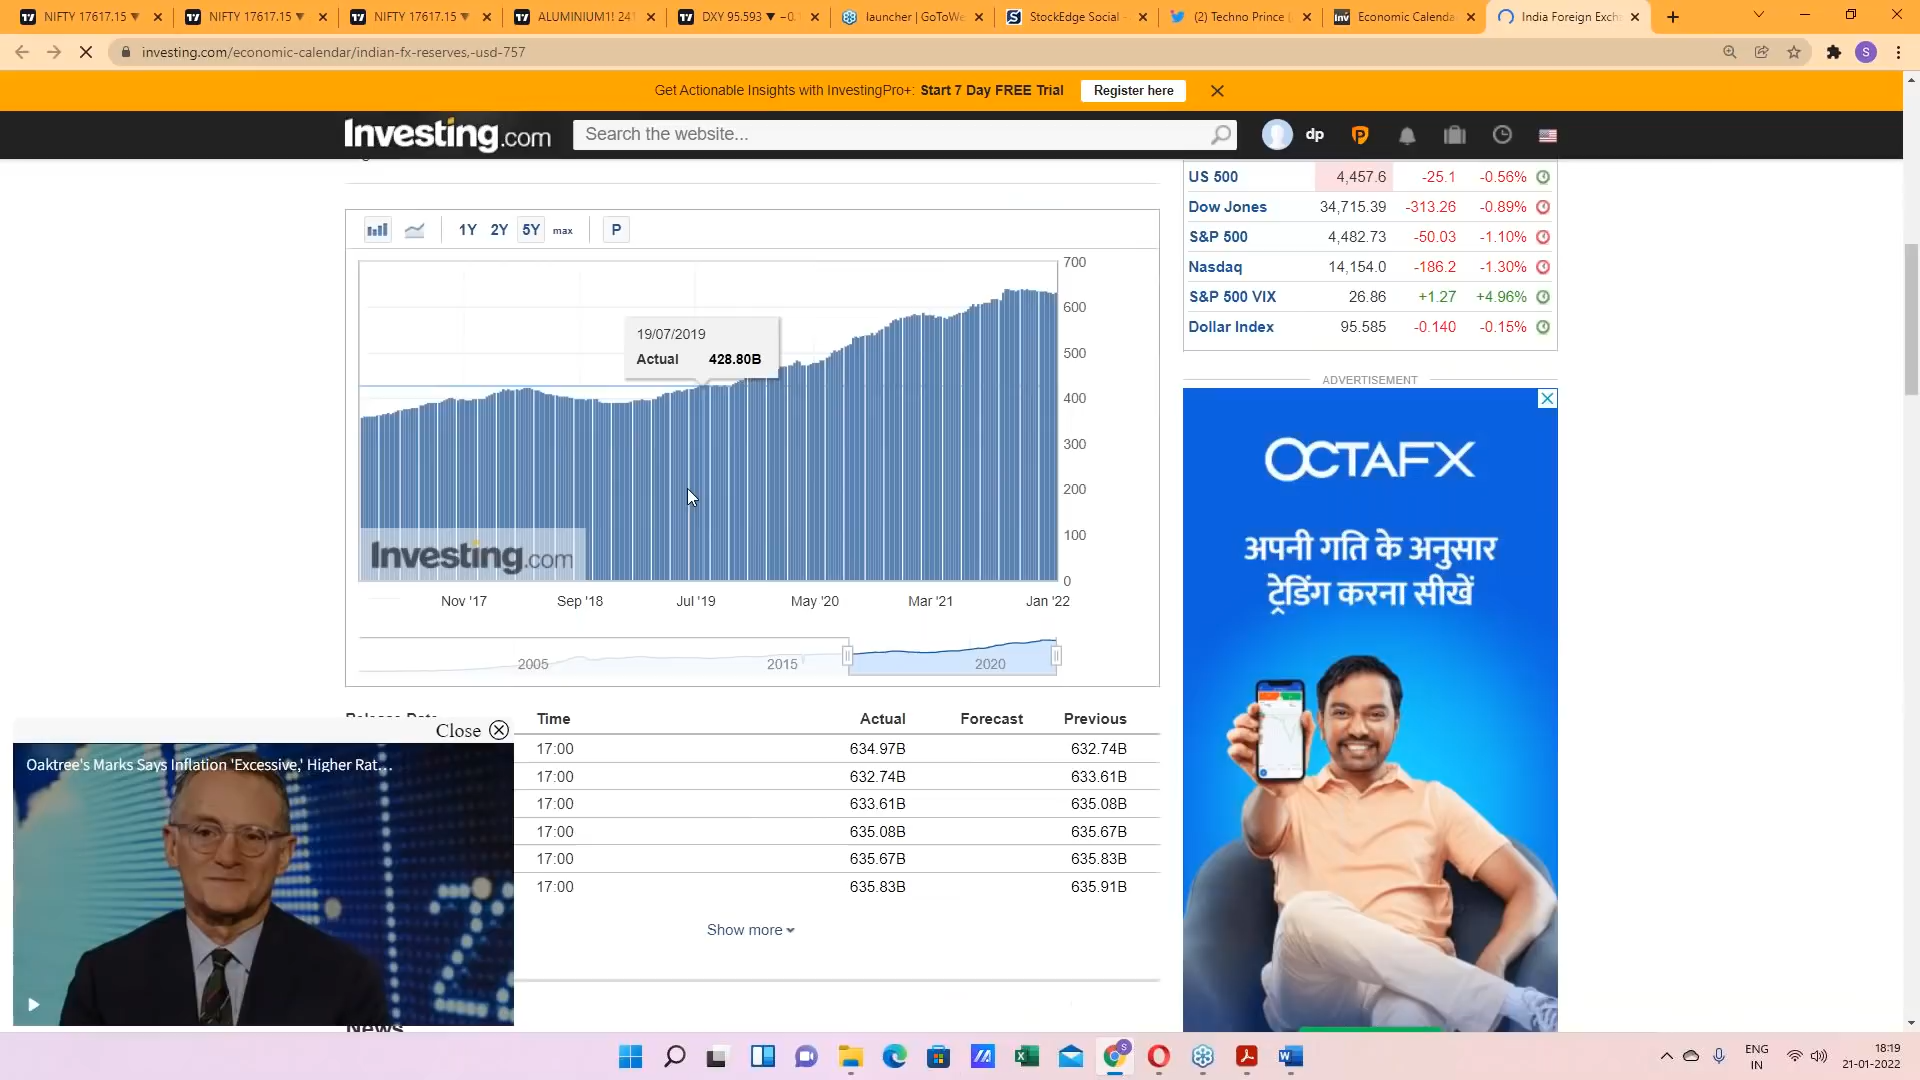 NIFTY 17617.15 ▼
NIFTY 17617.15 ▼
NIFTY 17617.15 ▼
ALUMINIUM1! 241
DXY 95.593 ▼ −0.
launcher | GoToWe
StockEdge Social -
(2) Techno Prince (
Economic Calenda
India Foreign Exch
investing.com/economic-calendar/indian-fx-reserves,-usd-757
S
Get Actionable Insights with InvestingPro+: Start 7 Day FREE Trial
Register here
Investing.com
Search the website...
dp
1Y 2Y 5Y max P
700
600
500
400
300
200
100
0
19/07/2019
Actual 428.80B
Investing.com
Nov '17 Sep '18 Jul '19 May '20 Mar '21 Jan '22
2005 2015 2020
Release Date Time Actual Forecast Previous
17:00 634.97B 632.74B
17:00 632.74B 633.61B
17:00 633.61B 635.08B
17:00 635.08B 635.67B
17:00 635.67B 635.83B
17:00 635.83B 635.91B
Show more
News
Close
Oaktree's Marks Says Inflation 'Excessive,' Higher Rat...
US 500 4,457.6 -25.1 -0.56%
Dow Jones 34,715.39 -313.26 -0.89%
S&P 500 4,482.73 -50.03 -1.10%
Nasdaq 14,154.0 -186.2 -1.30%
S&P 500 VIX 26.86 +1.27 +4.96%
Dollar Index 95.585 -0.140 -0.15%
ADVERTISEMENT
OCTAFX
अपनी गति के अनुसार
ट्रेडिंग करना सीखें
ENG
IN
18:19
21-01-2022